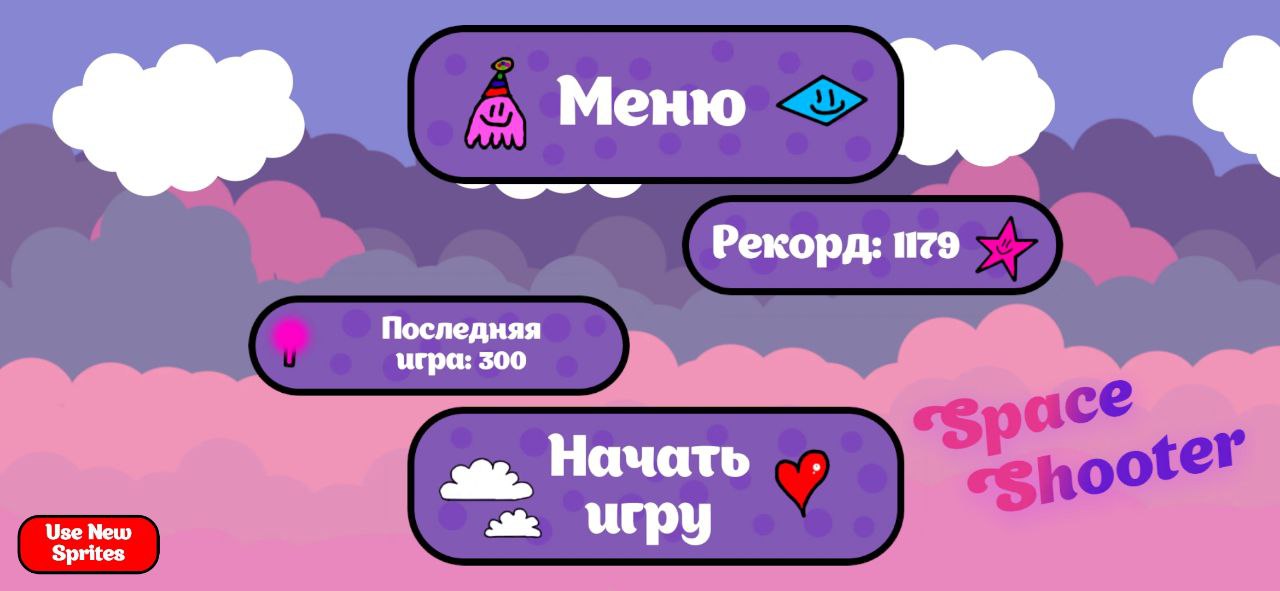 Меню
Рекорд: 1179
Последняя
игра: 300
Начать
игру
Space
Shooter
Use New
Sprites